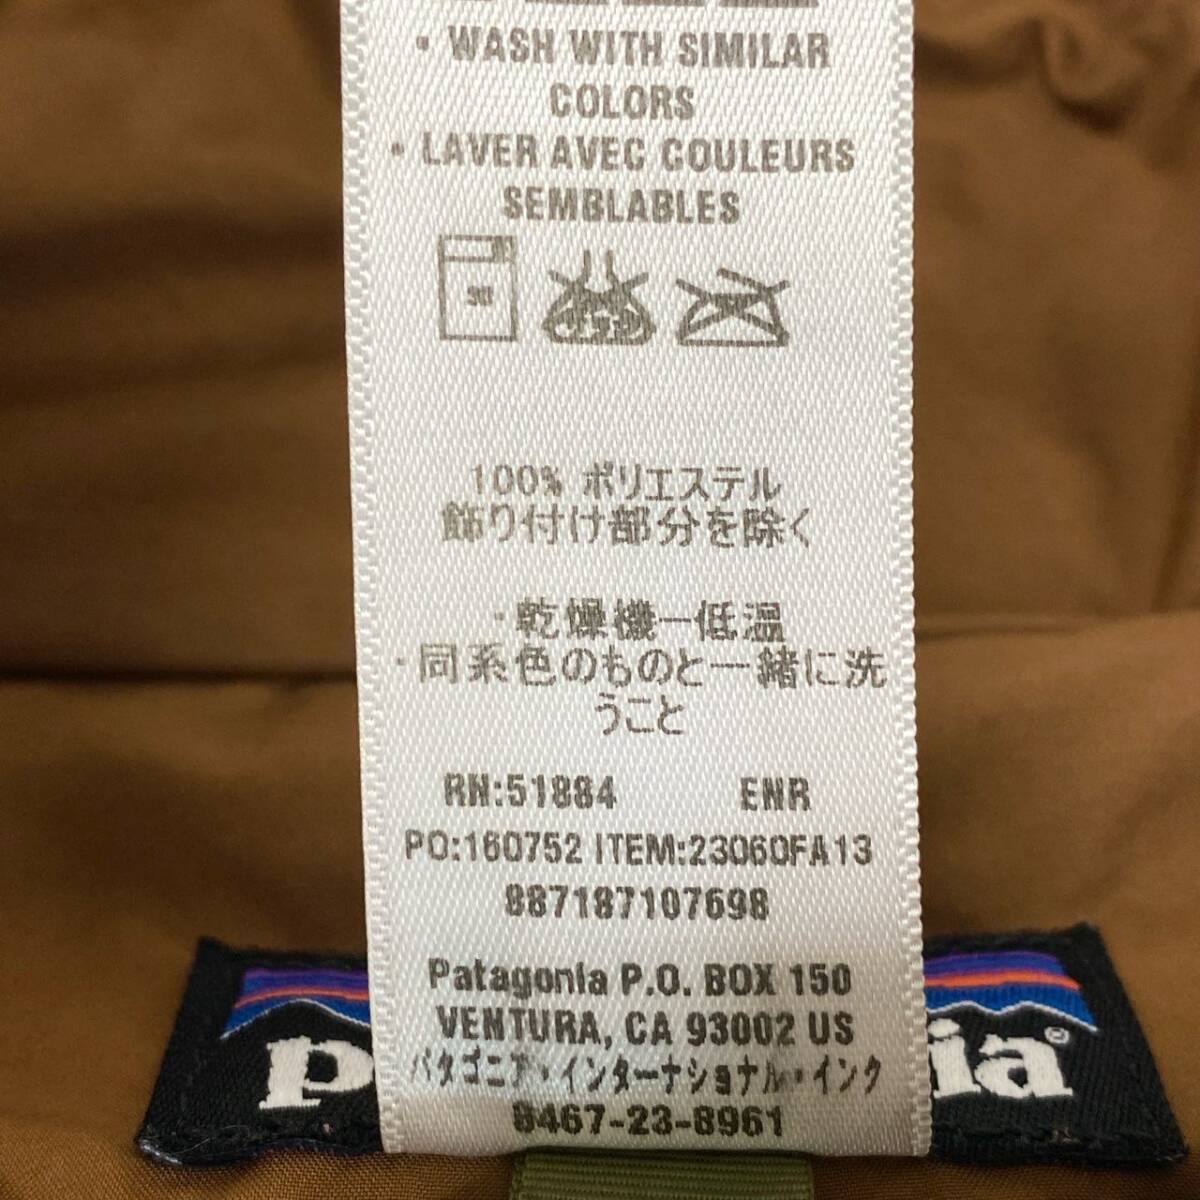 • WASH WITH SIMILAR
COLORS
• LAVER AVEC COULEURS
SEMBLABLES
30
100% ポリエステル
飾り付け部分を除く
・乾燥機ー低温
・同系色のものと一緒に洗
うこと
RN:51884 ENR
PO:160752 ITEM:23060FA13
887187107698
Patagonia P.O. BOX 150
VENTURA, CA 93002 US
パタゴニア・インターナショナル・インク
8467-23-8961
p ia®